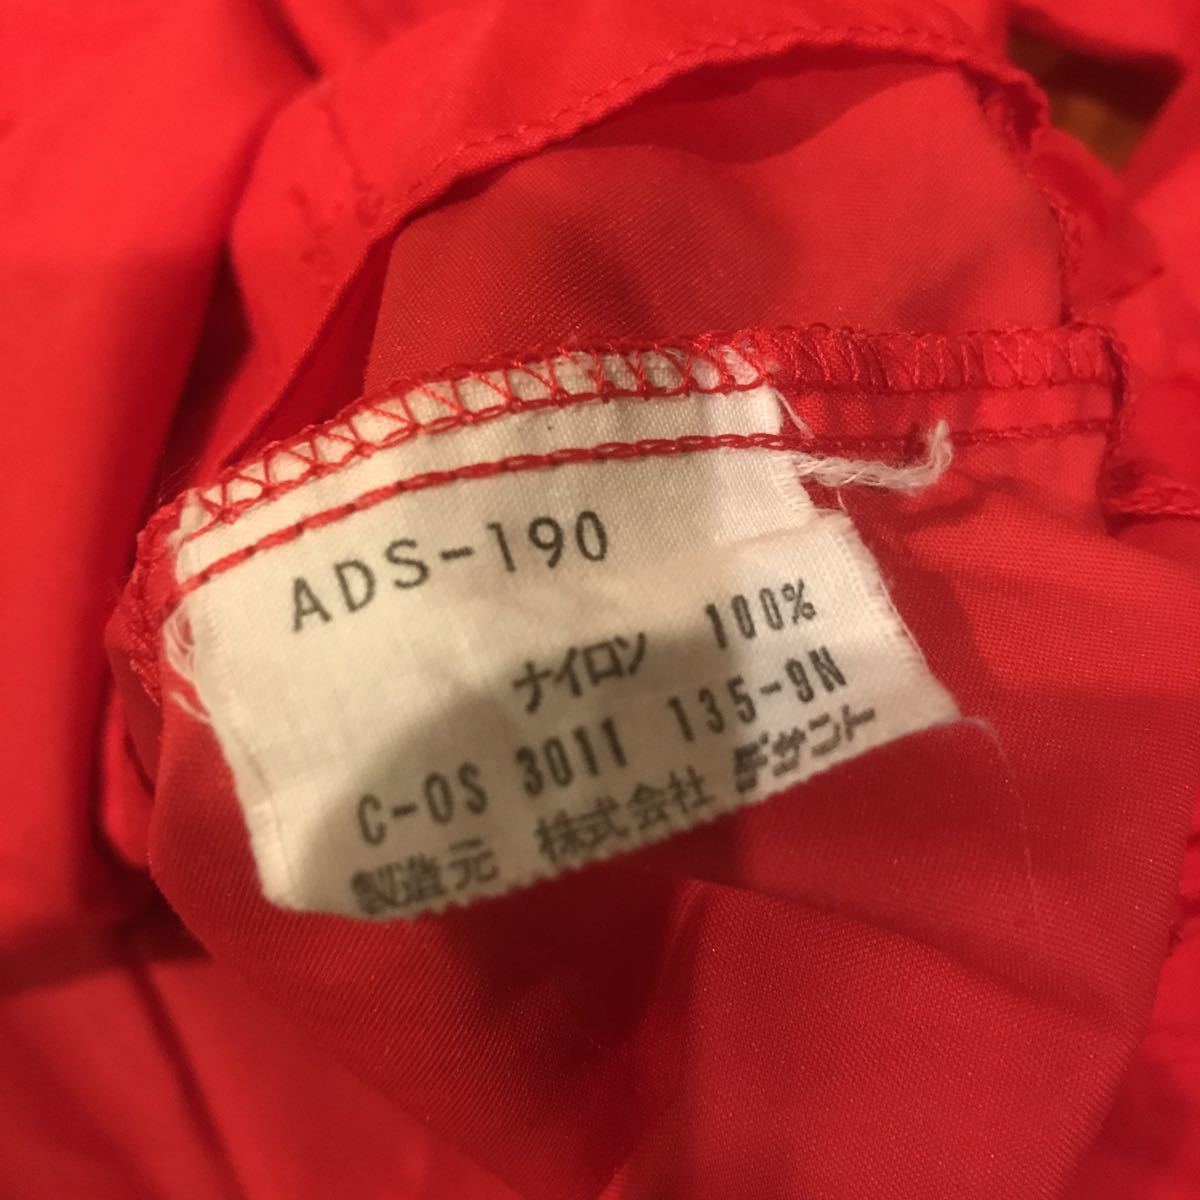 ADS-190
ナイロン 100%
C-OS 3011 135-9N
製造元 株式会社 デサント